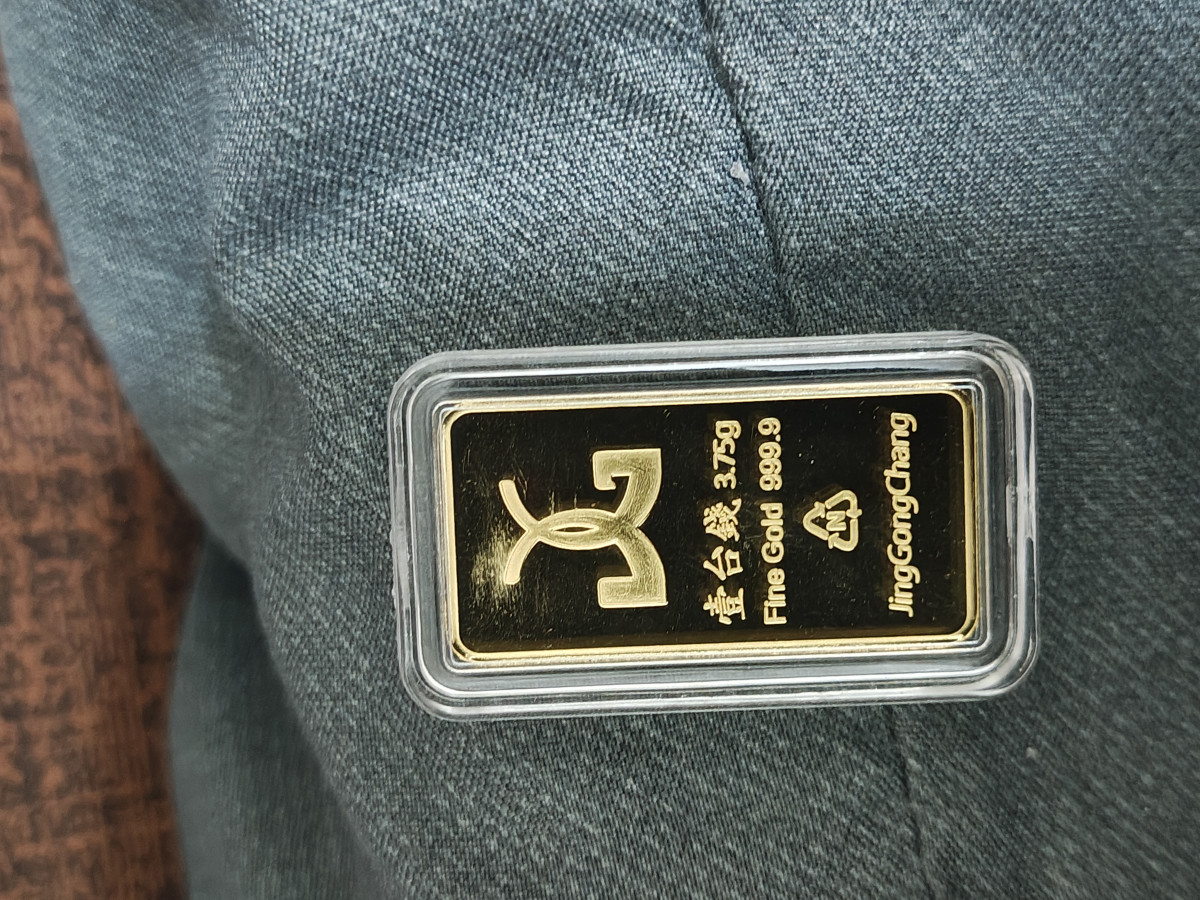 壹台錢 3.75g
Fine Gold 999.9
N
JingGongChang